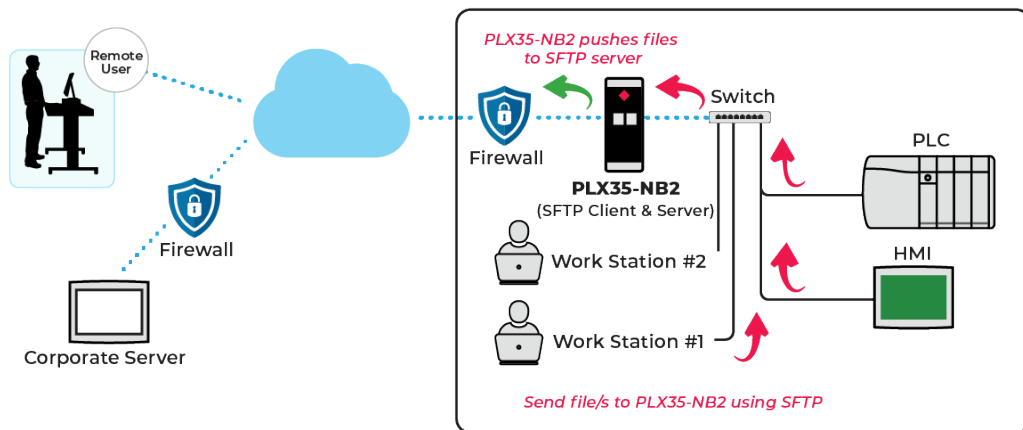 Remote
User
Firewall
Corporate Server
PLX35-NB2 pushes files
to SFTP server
Firewall
PLX35-NB2
(SFTP Client & Server)
Switch
PLC
HMI
Work Station #2
Work Station #1
Send file/s to PLX35-NB2 using SFTP